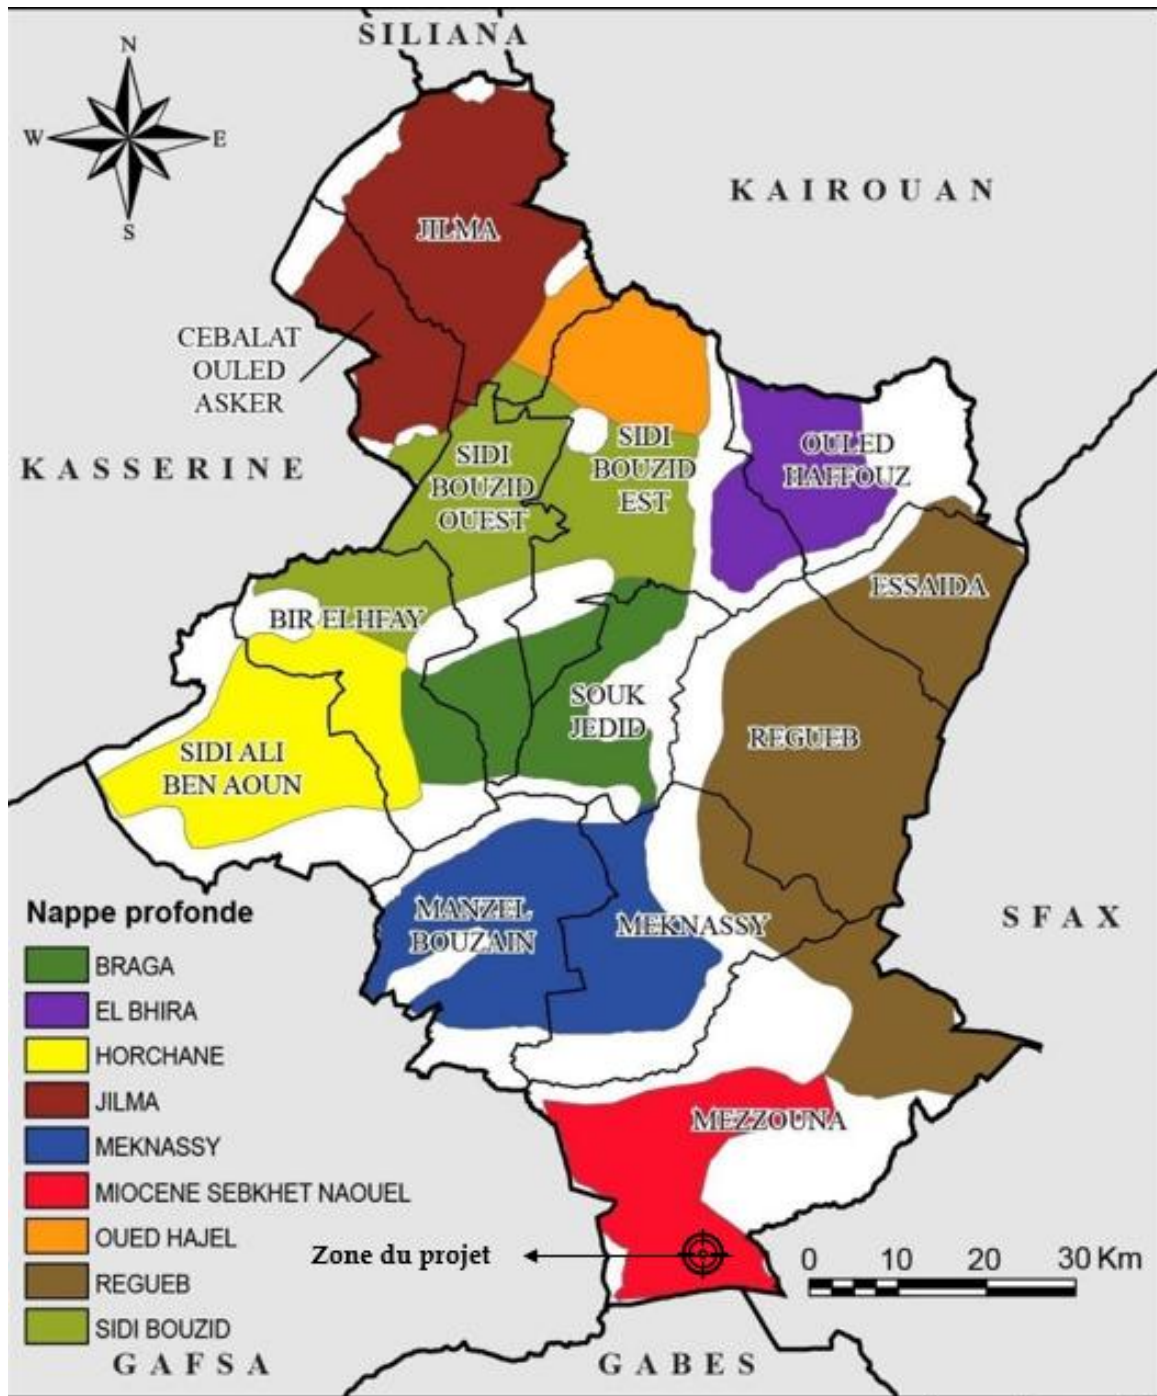 SILIANA
N
W
E
S
KAIROUAN
JILMA
CEBALAT
OULED
ASKER
KASSERINE
SIDI
BOUZID
OUEST
SIDI
BOUZID
EST
OULED
HAFFOUZ
ESSAIDA
BIR ELHFAY
SOUK
JEDID
REGUEB
SIDI ALI
BEN AOUN
MANZEL
BOUZAIN
MEKNASSY
SFAX
MEZZOUNA
Nappe profonde
BRAGA
EL BHIRA
HORCHANE
JILMA
MEKNASSY
MIOCENE SEBKHET NAOUEL
OUED HAJEL
REGUEB
SIDI BOUZID
Zone du projet
0 10 20 30 Km
GAFSA
GABES